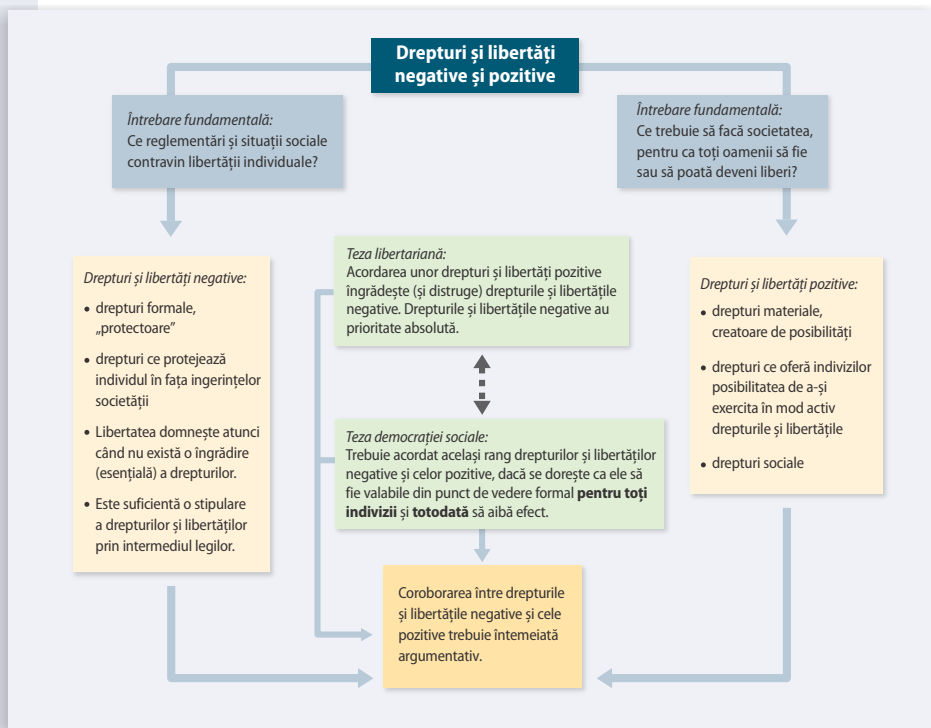 Drepturi și libertăți
negative și pozitive
Întrebare fundamentală:
Ce reglementări și situații sociale
contravin libertății individuale?
Întrebare fundamentală:
Ce trebuie să facă societatea,
pentru ca toți oamenii să fie
sau să poată deveni liberi?
Drepturi și libertăți negative:
• drepturi formale,
„protectoare”
• drepturi ce protejează
individul în fața ingerințelor
societății
• Libertatea domnește atunci
când nu există o îngrădire
(esențială) a drepturilor.
• Este suficientă o stipulare
a drepturilor și libertăților
prin intermediul legilor.
Teza libertariană:
Acordarea unor drepturi și libertăți pozitive
îngrădește (și distruge) drepturile și libertățile
negative. Drepturile și libertățile negative au
prioritate absolută.
Teza democrației sociale:
Trebuie acordat același rang drepturilor și libertăților
negative și celor pozitive, dacă se dorește ca ele să
fie valabile din punct de vedere formal pentru toți
indivizii și totodată să aibă efect.
Coroborarea între drepturile
și libertățile negative și cele
pozitive trebuie întemeiată
argumentativ.
Drepturi și libertăți pozitive:
• drepturi materiale,
creatoare de posibilități
• drepturi ce oferă indivizilor
posibilitatea de a-și
exercita în mod activ
drepturile și libertățile
• drepturi sociale